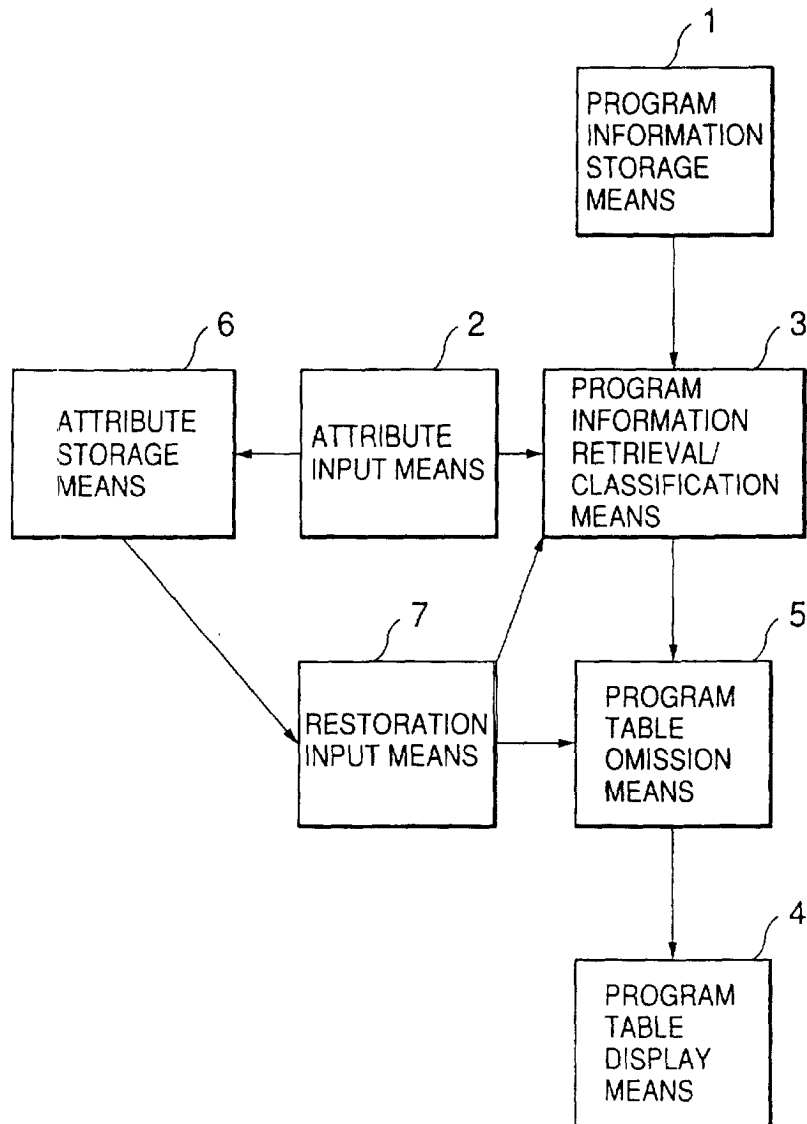 1
PROGRAM
INFORMATION
STORAGE
MEANS
6
2
3
ATTRIBUTE
STORAGE
MEANS
ATTRIBUTE
INPUT MEANS
PROGRAM
INFORMATION
RETRIEVAL/
CLASSIFICATION
MEANS
7
5
RESTORATION
INPUT MEANS
PROGRAM
TABLE
OMISSION
MEANS
4
PROGRAM
TABLE
DISPLAY
MEANS